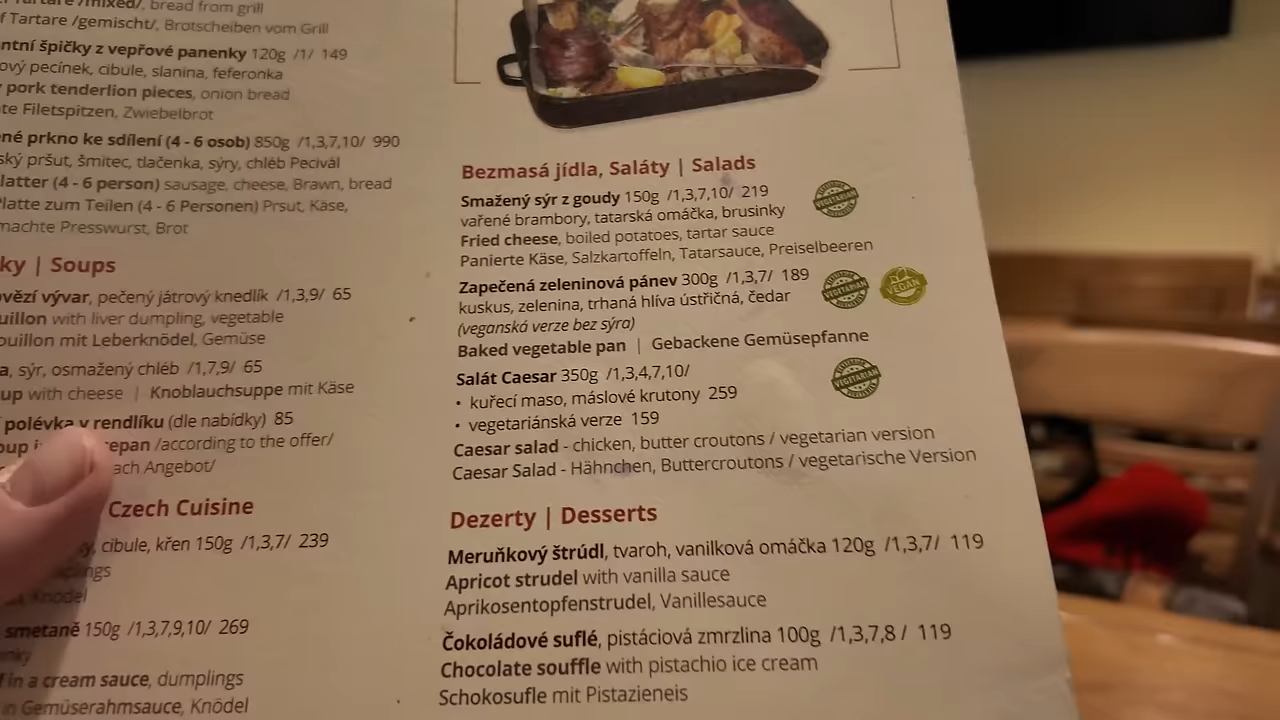 /mixed/, bread from grill
f Tartare /gemischt/, Brotscheiben vom Grill
ntní špičky z vepřové panenky 120g /1/ 149
ový pecínek, cibule, slanina, feferonka
pork tenderlion pieces, onion bread
te Filetspitzen, Zwiebelbrot
né prkno ke sdílení (4 - 6 osob) 850g /1,3,7,10/ 990
ský pršut, šmitec, tlačenka, sýry, chléb Pecivál
latter (4 - 6 person) sausage, cheese, Brawn, bread
latte zum Teilen (4 - 6 Personen) Prsut, Käse,
machte Presswurst, Brot
ky | Soups
vězí vývar, pečený játrový knedlík /1,3,9/ 65
uillon with liver dumpling, vegetable
ouillon mit Leberknödel, Gemüse
a, sýr, osmažený chléb /1,7,9/ 65
up with cheese | Knoblauchsuppe mit Käse
polévka v rendlíku (dle nabídky) 85
oup epan /according to the offer/
ach Angebot/
Czech Cuisine
y, cibule, křen 150g /1,3,7/ 239
ings
Knödel
smetaně 150g /1,3,7,9,10/ 269
nky
f in a cream sauce, dumplings
in Gemüserahmsauce, Knödel
Bezmasá jídla, Saláty | Salads
Smažený sýr z goudy 150g /1,3,7,10/ 219
VEGETARIAN
vařené brambory, tatarská omáčka, brusinky
Fried cheese, boiled potatoes, tartar sauce
Panierte Käse, Salzkartoffeln, Tatarsauce, Preiselbeeren
Zapečená zeleninová pánev 300g /1,3,7/ 189
VEGETARIAN
VEGAN
kuskus, zelenina, trhaná hlíva ústřičná, čedar
(veganská verze bez sýra)
Baked vegetable pan | Gebackene Gemüsepfanne
Salát Caesar 350g /1,3,4,7,10/
VEGETARIAN
• kuřecí maso, máslové krutony 259
• vegetariánská verze 159
Caesar salad - chicken, butter croutons / vegetarian version
Caesar Salad - Hähnchen, Buttercroutons / vegetarische Version
Dezerty | Desserts
Meruňkový štrúdl, tvaroh, vanilková omáčka 120g /1,3,7/ 119
Apricot strudel with vanilla sauce
Aprikosentopfenstrudel, Vanillesauce
Čokoládové suflé, pistáciová zmrzlina 100g /1,3,7,8 / 119
Chocolate souffle with pistachio ice cream
Schokosufle mit Pistazieneis